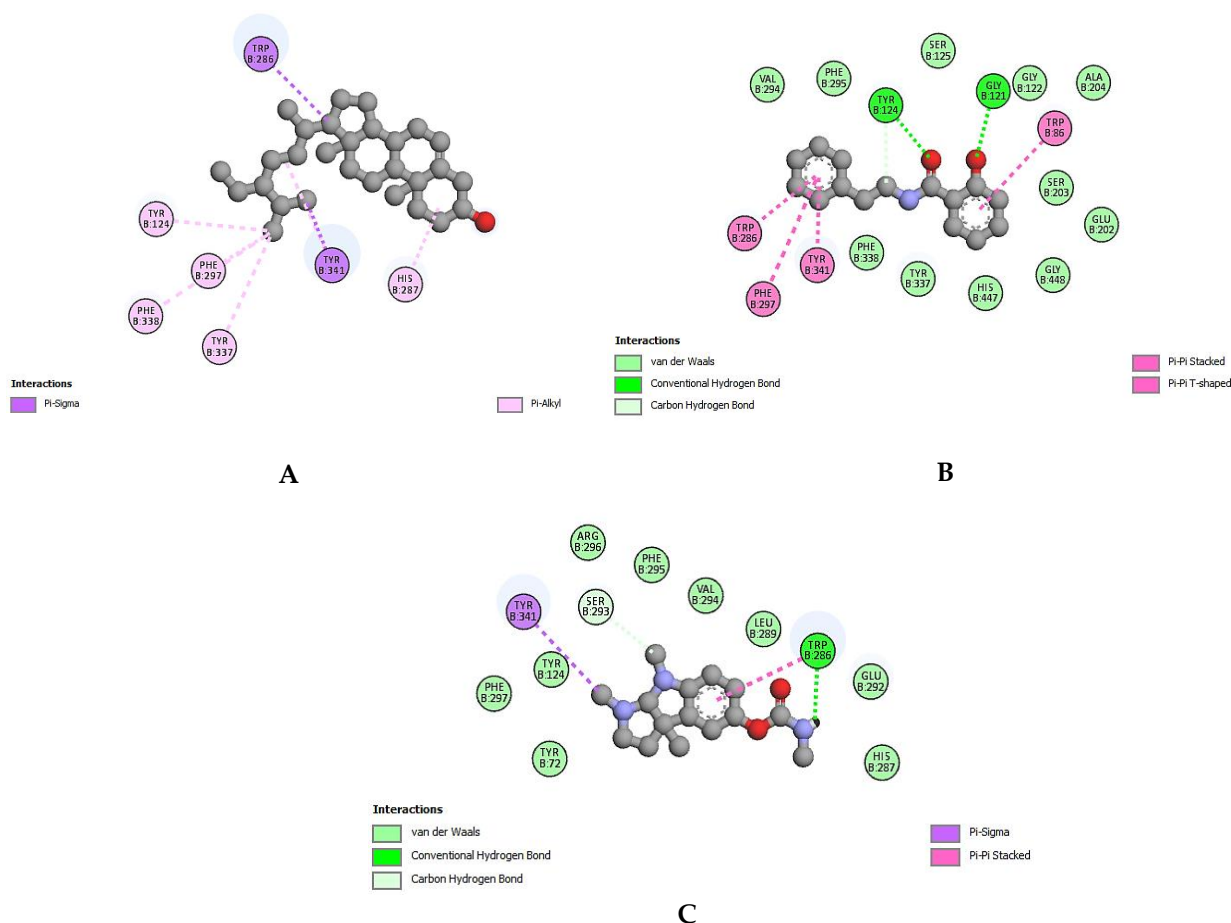 TRP
B:286
TYR
B:124
PHE
B:297
PHE
B:338
TYR
B:337
TYR
B:341
HIS
B:287
Interactions
Pi-Sigma
Pi-Alkyl
A
SER
B:125
VAL
B:294
PHE
B:295
TYR
B:124
GLY
B:121
GLY
B:122
ALA
B:204
TRP
B:86
SER
B:203
GLU
B:202
GLY
B:448
HIS
B:447
TYR
B:337
PHE
B:338
TYR
B:341
TRP
B:286
PHE
B:297
Interactions
van der Waals
Conventional Hydrogen Bond
Carbon Hydrogen Bond
Pi-Pi Stacked
Pi-Pi T-shaped
B
ARG
B:296
PHE
B:295
VAL
B:294
SER
B:293
TYR
B:341
LEU
B:289
TRP
B:286
TYR
B:124
PHE
B:297
GLU
B:292
TYR
B:72
HIS
B:287
Interactions
van der Waals
Conventional Hydrogen Bond
Carbon Hydrogen Bond
Pi-Sigma
Pi-Pi Stacked
C